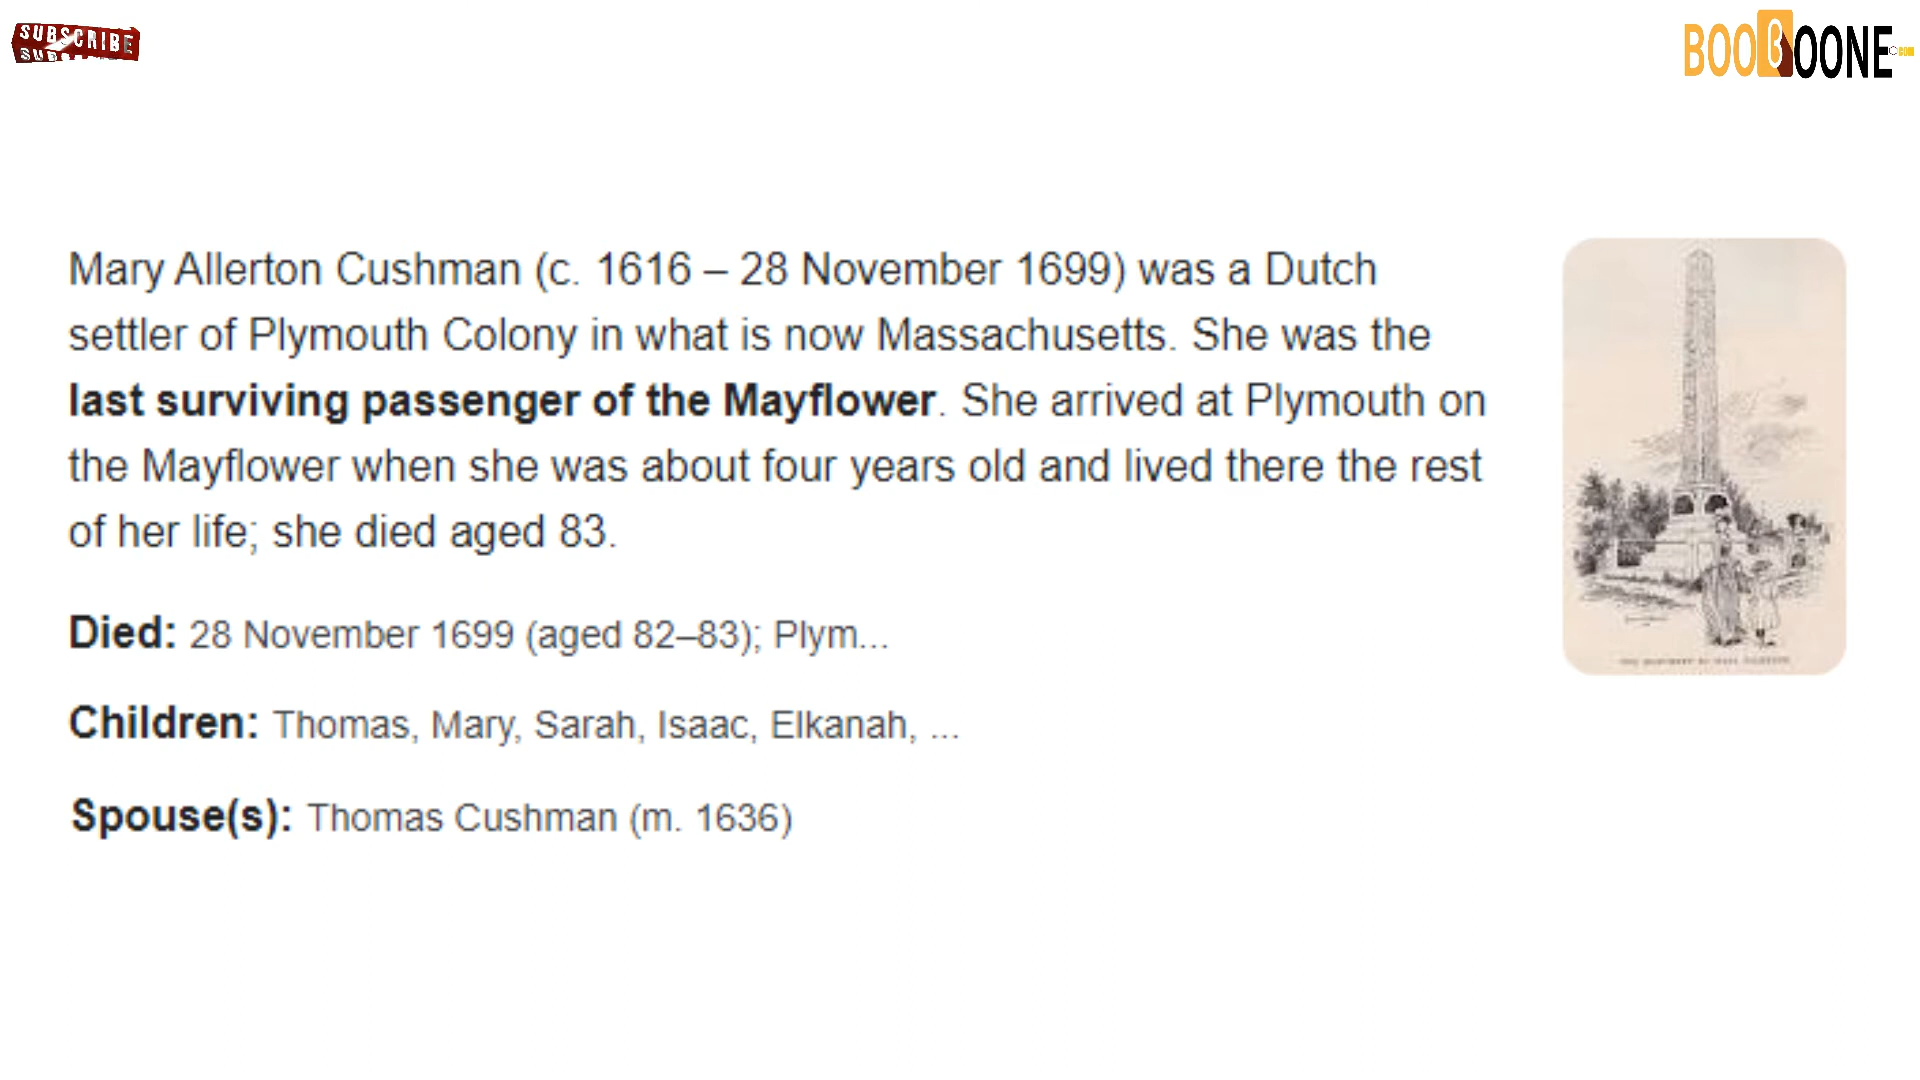 SUBSCRIBE
BOOBOONE
Mary Allerton Cushman (c. 1616 – 28 November 1699) was a Dutch
settler of Plymouth Colony in what is now Massachusetts. She was the
last surviving passenger of the Mayflower. She arrived at Plymouth on
the Mayflower when she was about four years old and lived there the rest
of her life; she died aged 83.
Died: 28 November 1699 (aged 82–83); Plym...
Children: Thomas, Mary, Sarah, Isaac, Elkanah, ...
Spouse(s): Thomas Cushman (m. 1636)